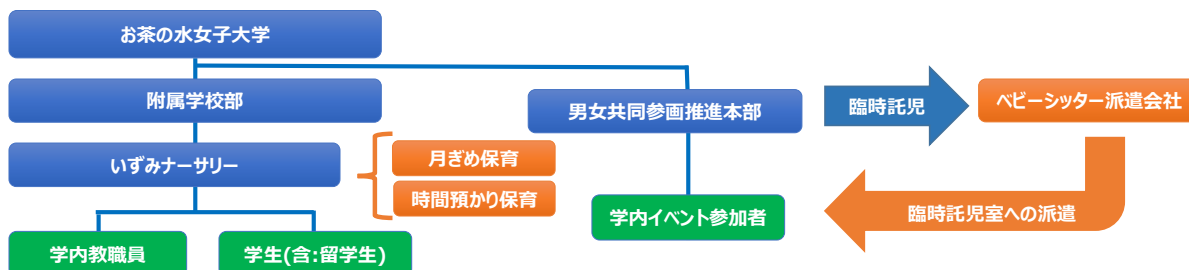 お茶の水女子大学
附属学校部
男女共同参画推進本部
臨時託児
ベビーシッター派遣会社
いずみナーサリー
月ぎめ保育
時間預かり保育
学内イベント参加者
臨時託児室への派遣
学内教職員
学生(含:留学生)